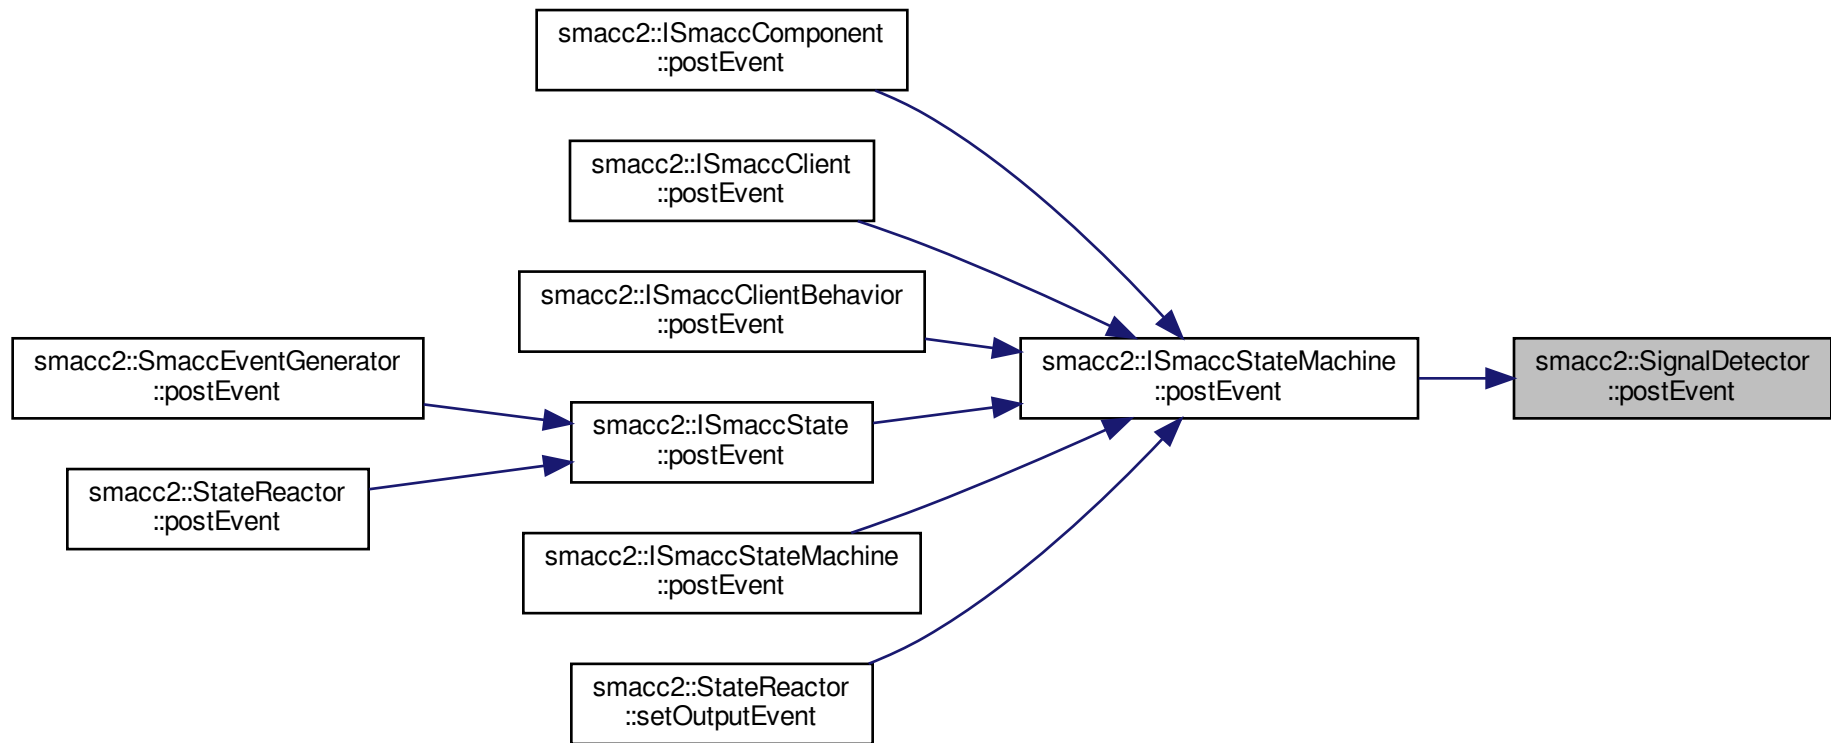 smacc2::ISmaccComponent
::postEvent
smacc2::ISmaccClient
::postEvent
smacc2::ISmaccClientBehavior
::postEvent
smacc2::SmaccEventGenerator
::postEvent
smacc2::ISmaccStateMachine
::postEvent
smacc2::SignalDetector
::postEvent
smacc2::ISmaccState
::postEvent
smacc2::StateReactor
::postEvent
smacc2::ISmaccStateMachine
::postEvent
smacc2::StateReactor
::setOutputEvent